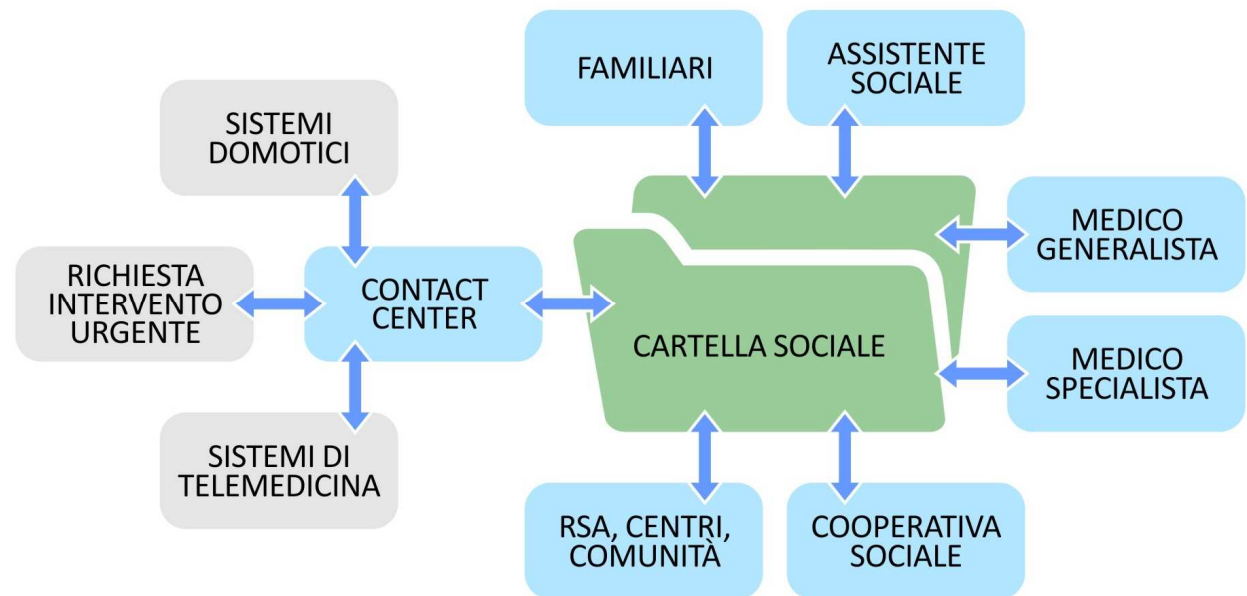 FAMILIARI
ASSISTENTE
SOCIALE
SISTEMI
DOMOTICI
MEDICO
GENERALISTA
RICHIESTA
INTERVENTO
URGENTE
CONTACT
CENTER
CARTELLA SOCIALE
MEDICO
SPECIALISTA
SISTEMI DI
TELEMEDICINA
RSA, CENTRI,
COMUNITÀ
COOPERATIVA
SOCIALE